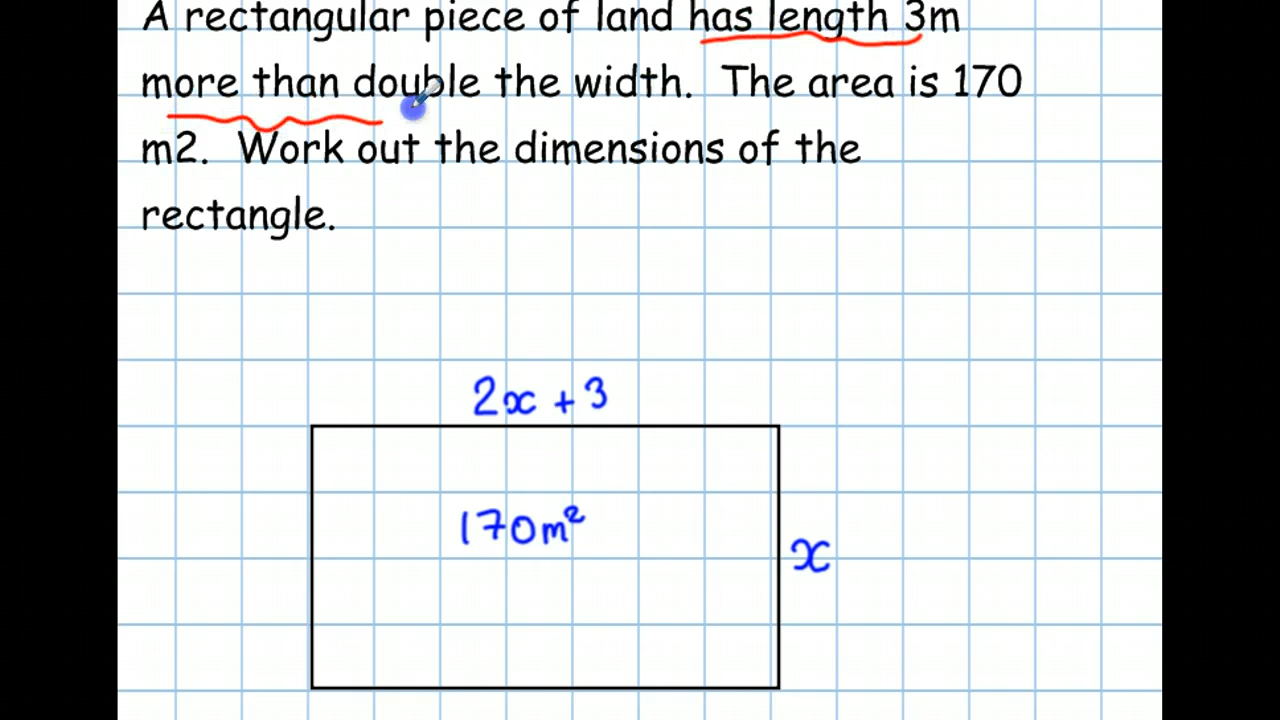 A rectangular piece of land has length 3m
more than double the width. The area is 170
m2. Work out the dimensions of the
rectangle.
2x + 3
170m²
x